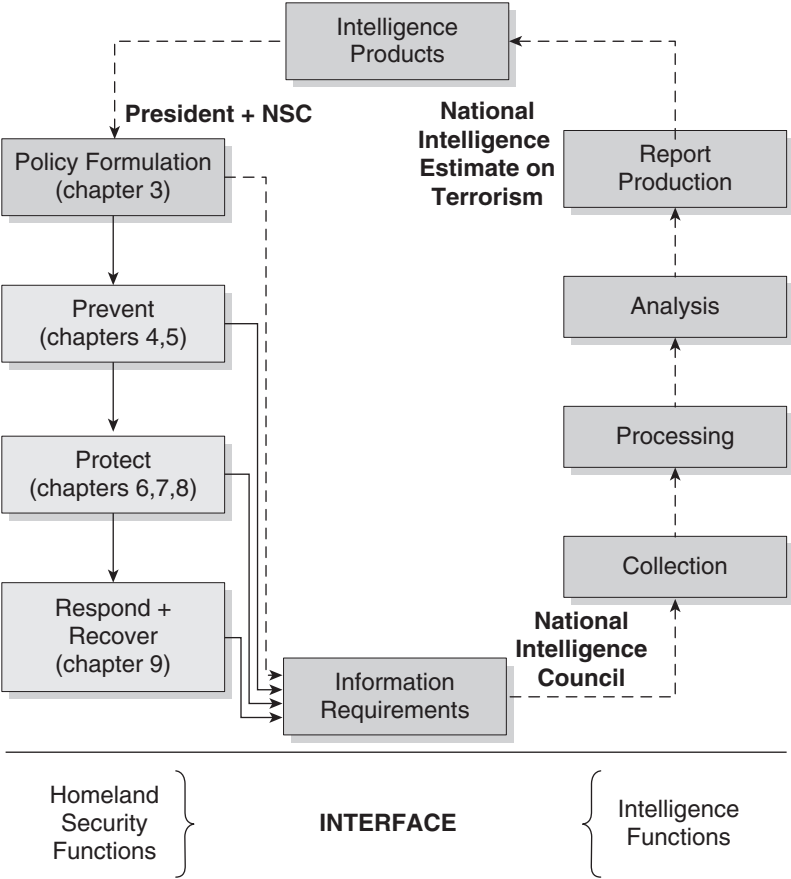 Intelligence
Products
President + NSC
National
Intelligence
Estimate on
Terrorism
Policy Formulation
(chapter 3)
Report
Production
Prevent
(chapters 4,5)
Analysis
Protect
(chapters 6,7,8)
Processing
Collection
Respond +
Recover
(chapter 9)
National
Intelligence
Council
Information
Requirements
Homeland
Security
Functions
INTERFACE
Intelligence
Functions